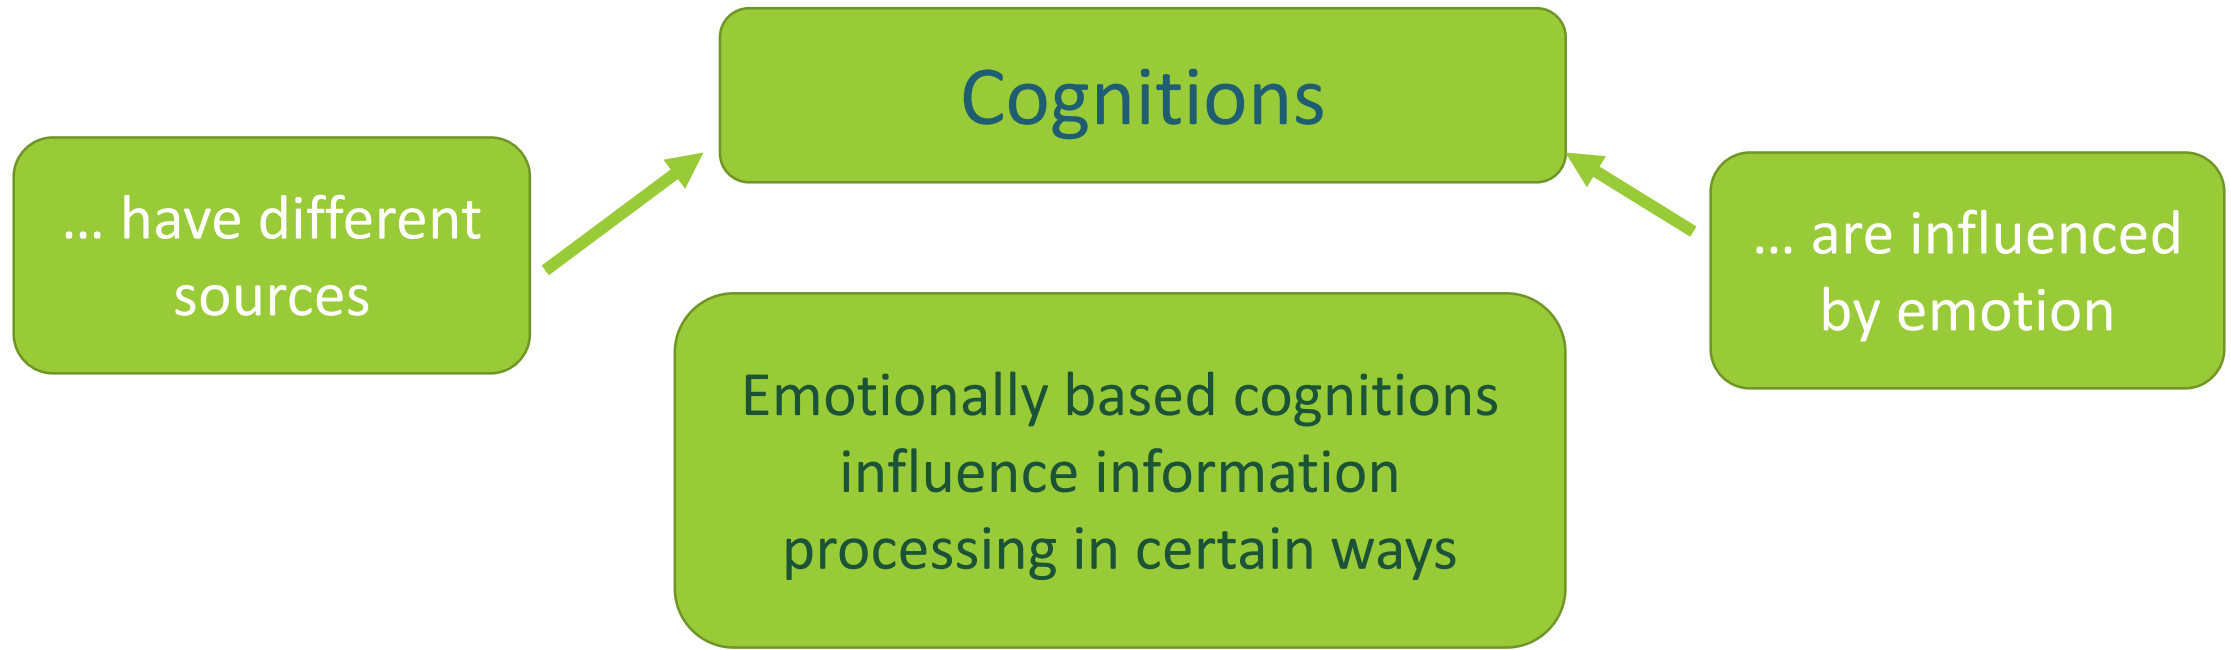 Cognitions
… have different
sources
… are influenced
by emotion
Emotionally based cognitions
influence information
processing in certain ways